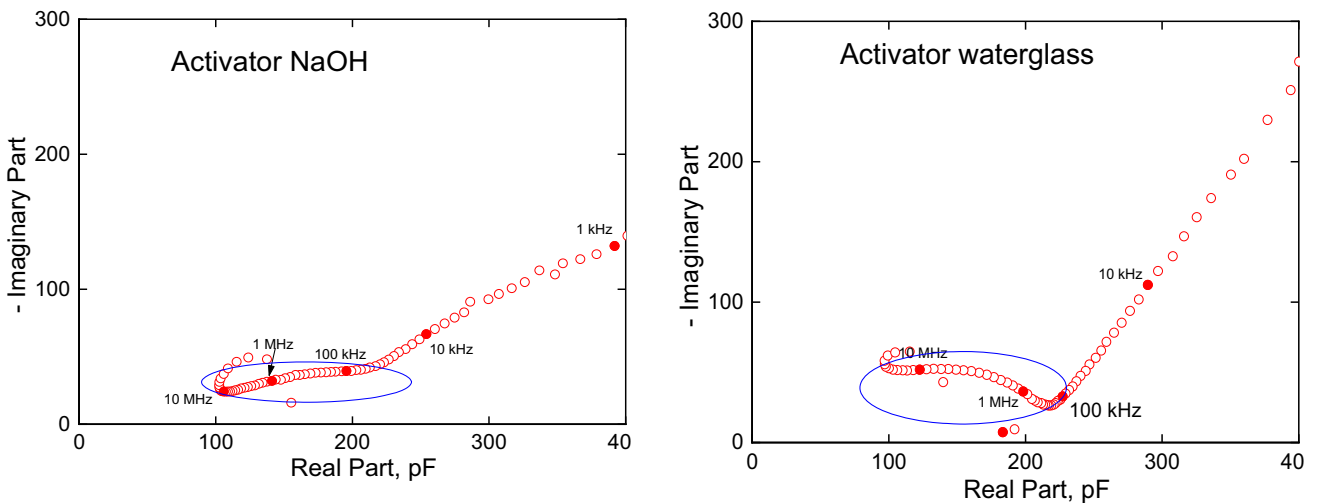 300
Activator NaOH
200
- Imaginary Part
1 kHz
100
1 MHz
100 kHz
10 kHz
10 MHz
0
0
100
200
300
40
Real Part, pF
300
Activator waterglass
200
- Imaginary Part
10 kHz
100
10 MHz
1 MHz
100 kHz
0
0
100
200
300
40
Real Part, pF